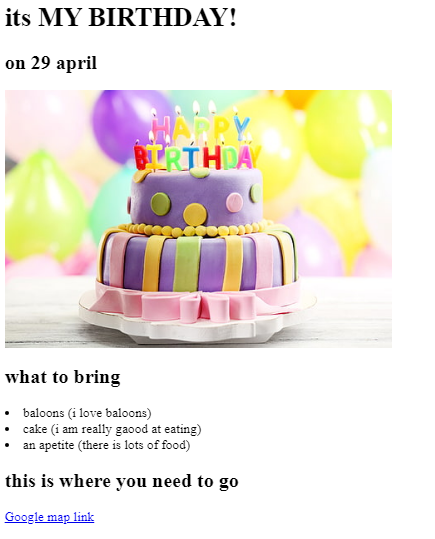 its MY BIRTHDAY!
on 29 april
HAPPY
BIRTHDAY
what to bring
baloons (i love baloons)
cake (i am really gaood at eating)
an apetite (there is lots of food)
this is where you need to go
Google map link